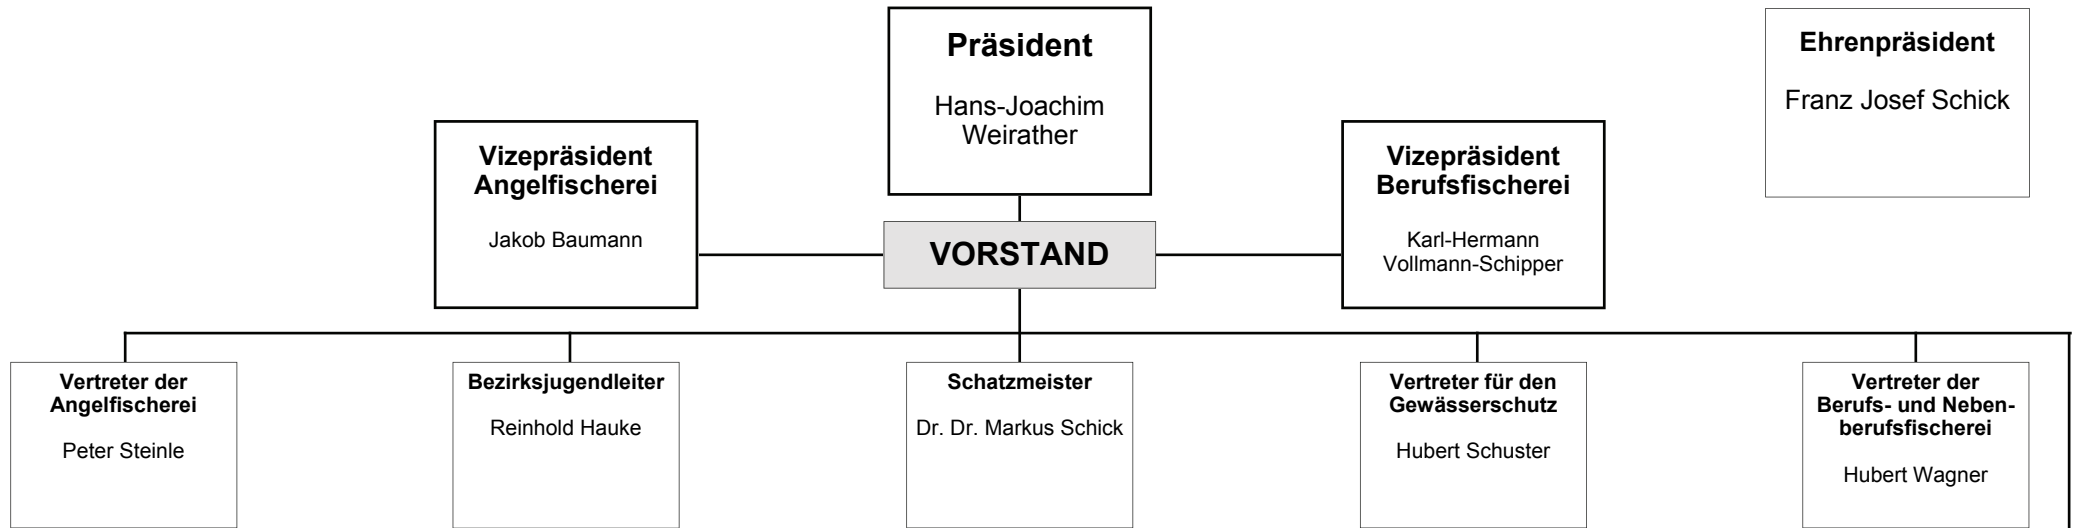 Präsident
Hans-Joachim
Weirather
Ehrenpräsident
Franz Josef Schick
Vizepräsident
Angelfischerei
Jakob Baumann
Vizepräsident
Berufsfischerei
Karl-Hermann
Vollmann-Schipper
VORSTAND
Vertreter der
Angelfischerei
Peter Steinle
Bezirksjugendleiter
Reinhold Hauke
Schatzmeister
Dr. Dr. Markus Schick
Vertreter für den
Gewässerschutz
Hubert Schuster
Vertreter der
Berufs- und Neben-
berufsfischerei
Hubert Wagner